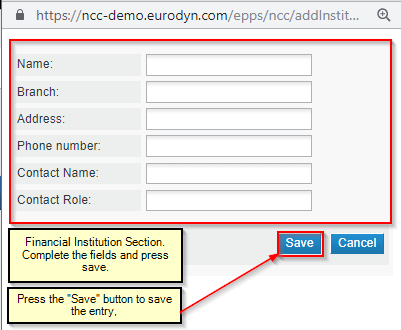 https://ncc-demo.eurodyn.com/epps/ncc/addInstit...
Name:
Branch:
Address:
Phone number:
Contact Name:
Contact Role:
Save Cancel
Financial Institution Section.
Complete the fields and press
save.
Press the "Save" button to save
the entry.